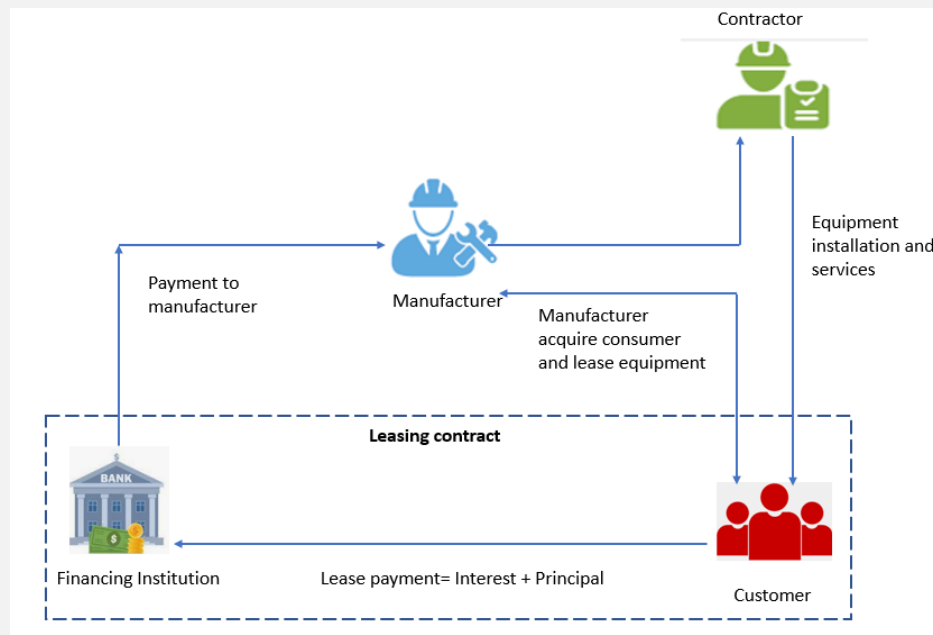 Contractor
Equipment
installation and
services
Payment to
manufacturer
Manufacturer
Manufacturer
acquire consumer
and lease equipment
Leasing contract
$
BANK
$
$
Financing Institution
Lease payment= Interest + Principal
Customer